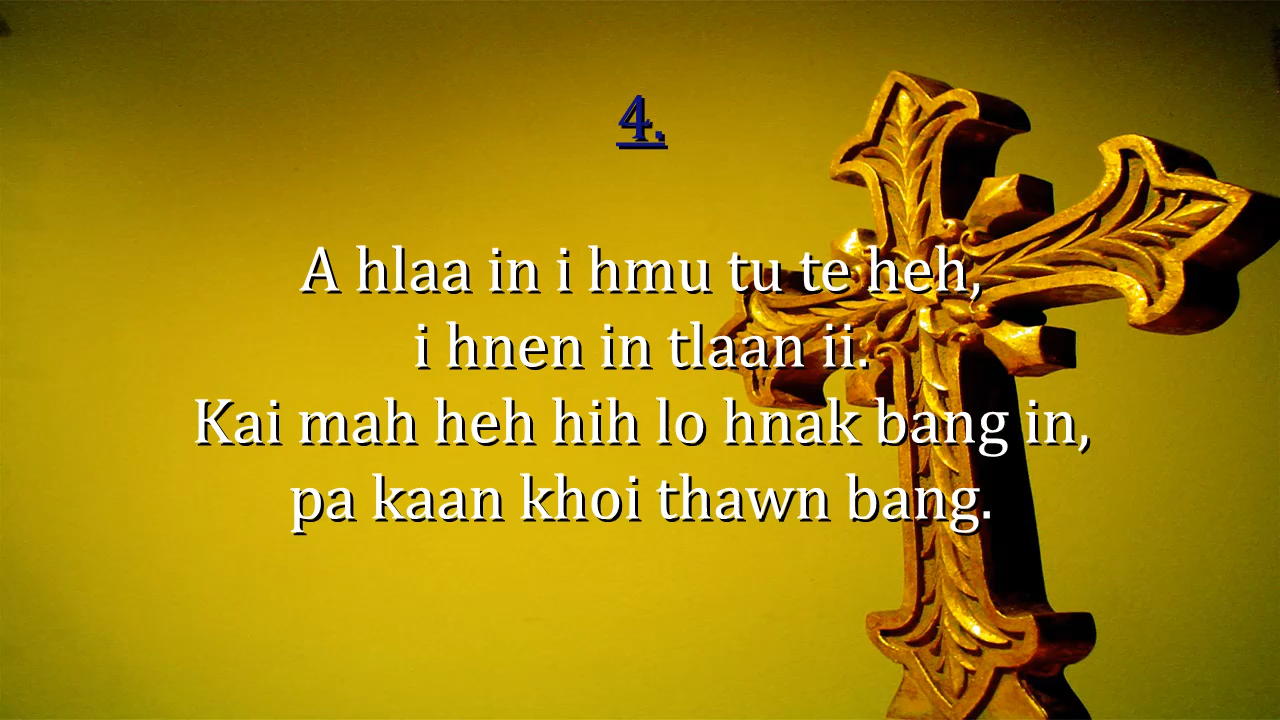 4.
A hlaa in i hmu tu te heh,
i hnen in tlaan ii.
Kai mah heh hih lo hnak bang in,
pa kaan khoi thawn bang.